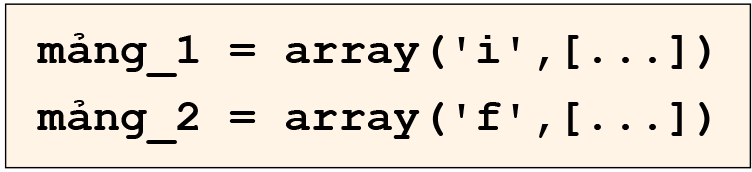 mảng_1 = array('i',[...])
mảng_2 = array('f',[...])